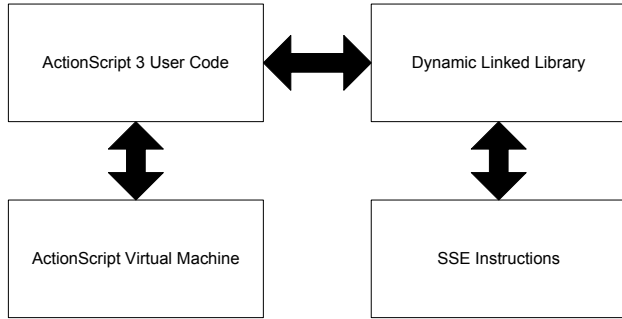 ActionScript 3 User Code
Dynamic Linked Library
ActionScript Virtual Machine
SSE Instructions